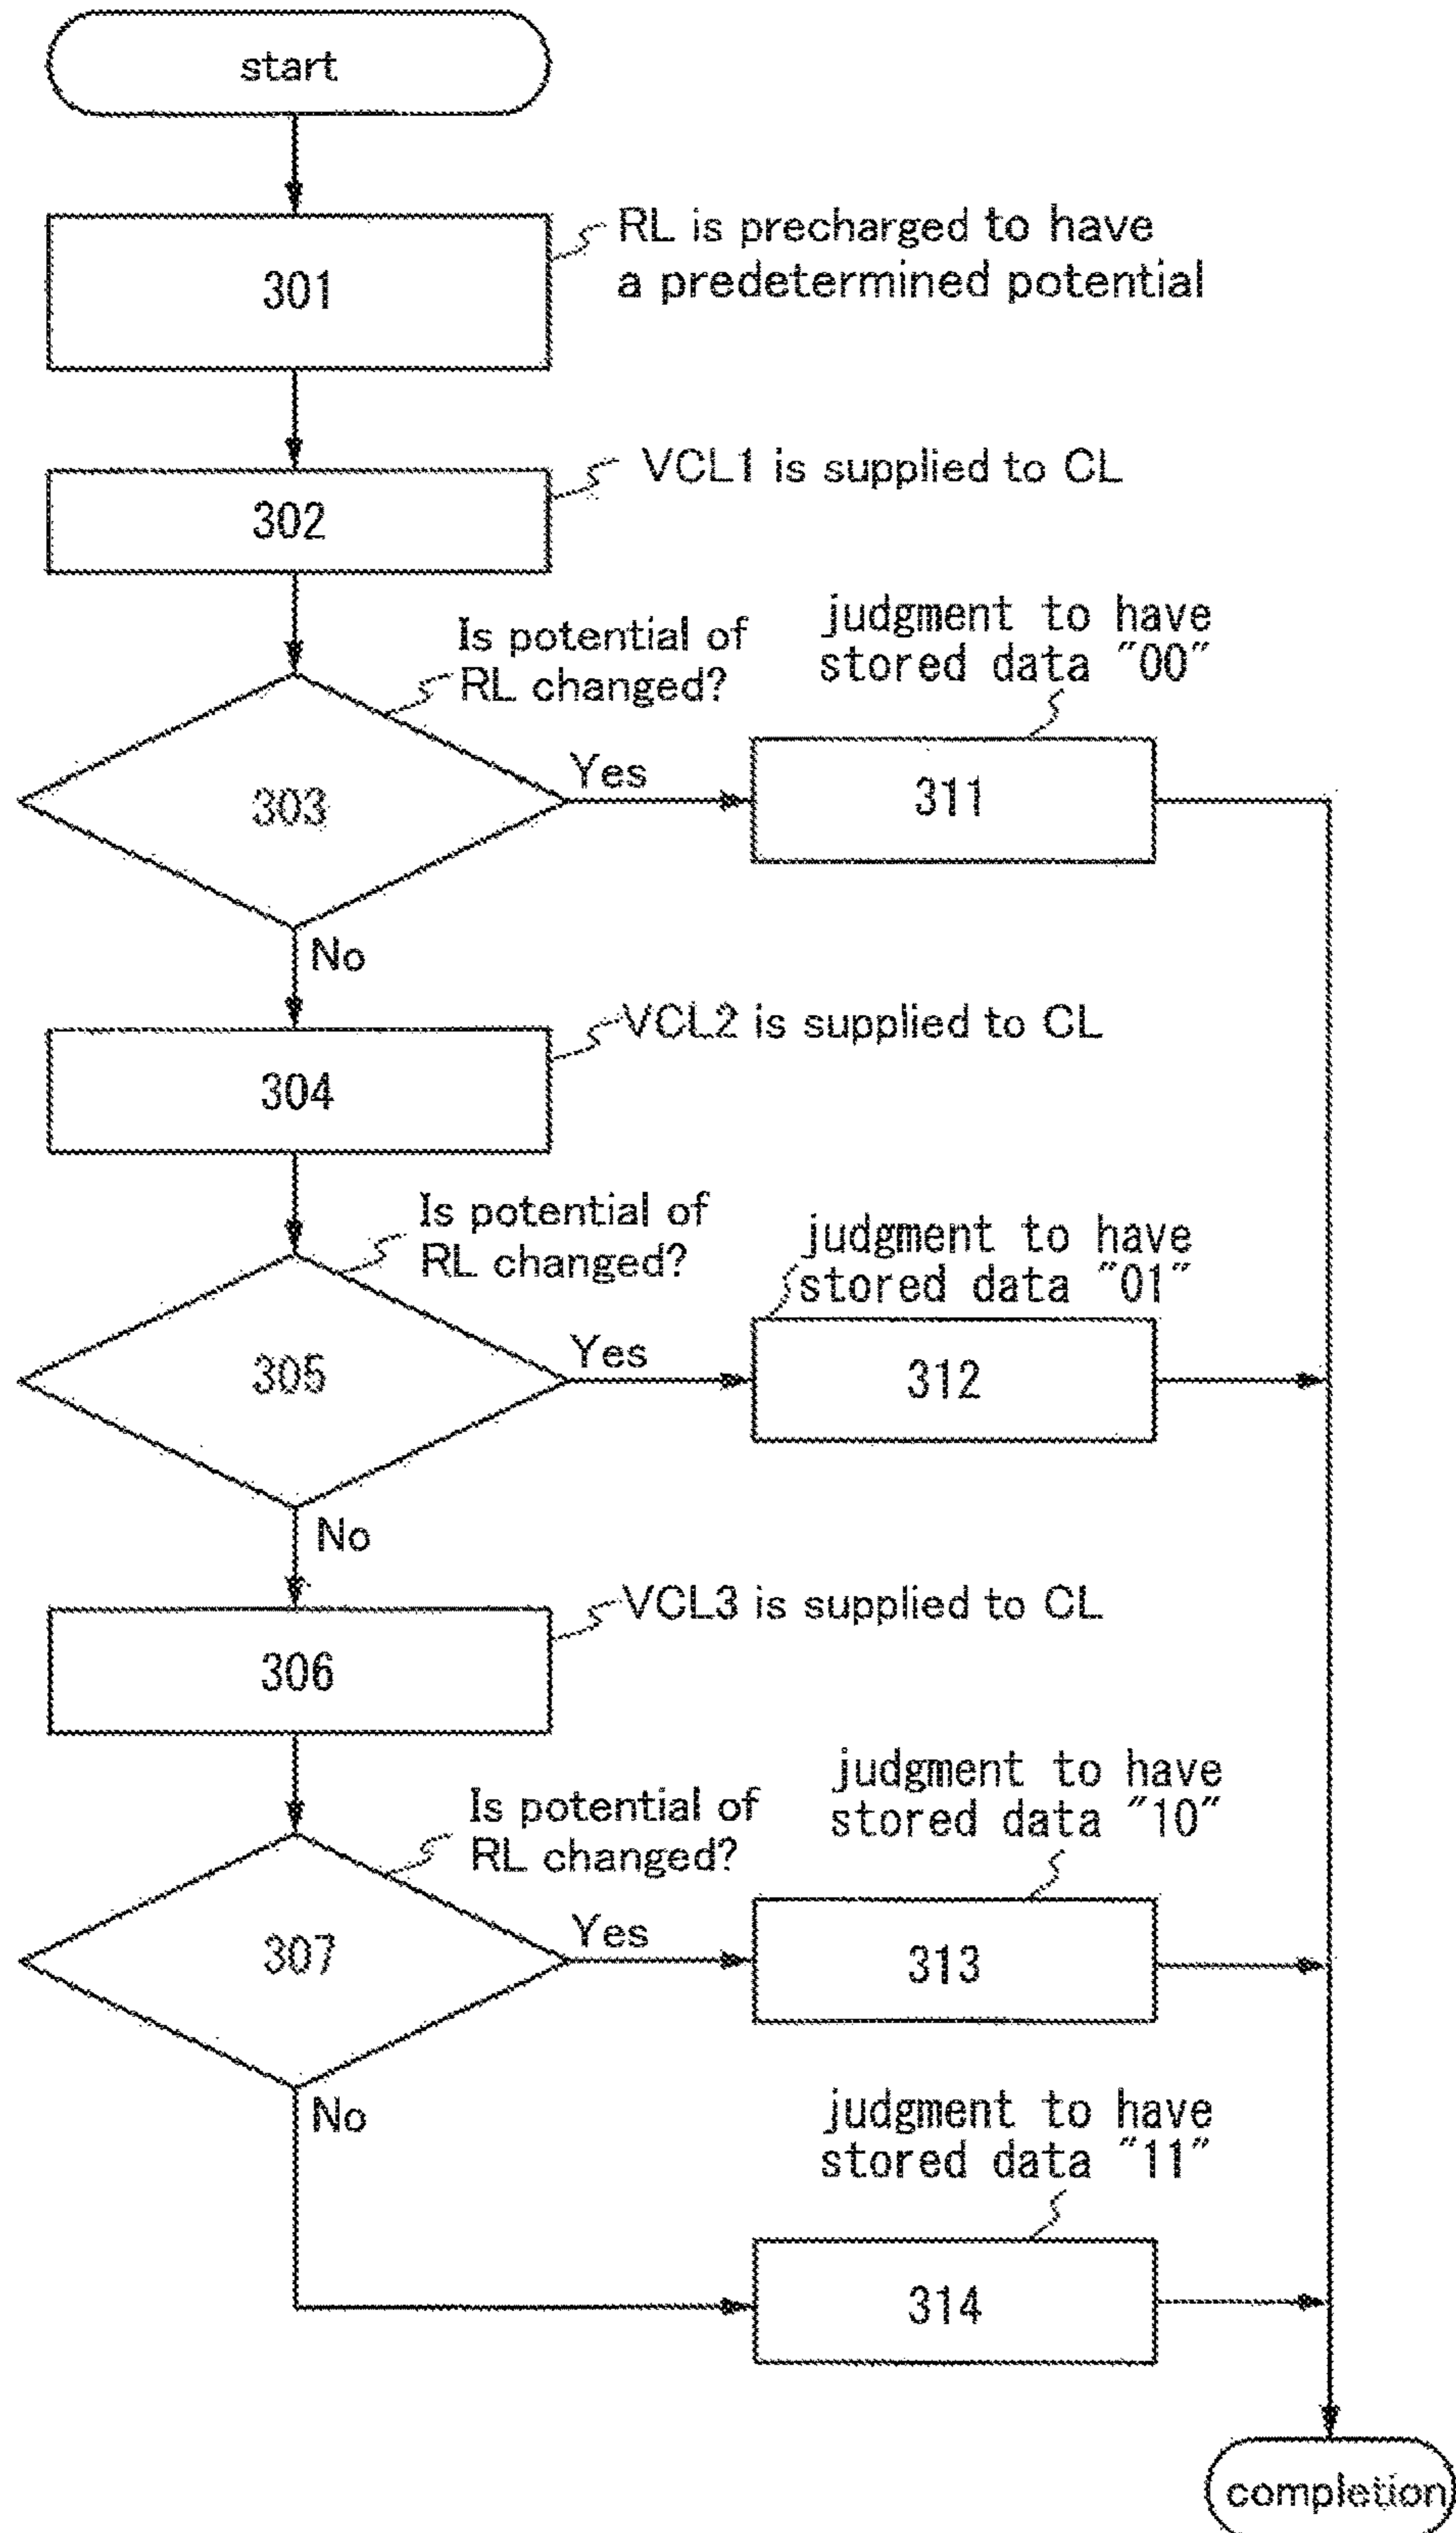 start
RL is precharged to have
a predetermined potential
301
VCL1 is supplied to CL
302
Is potential of
RL changed?
judgment to have
stored data "00"
303
Yes
311
No
VCL2 is supplied to CL
304
Is potential of
RL changed?
judgment to have
stored data "01"
305
Yes
312
No
VCL3 is supplied to CL
306
Is potential of
RL changed?
judgment to have
stored data "10"
307
Yes
313
No
judgment to have
stored data "11"
314
completion